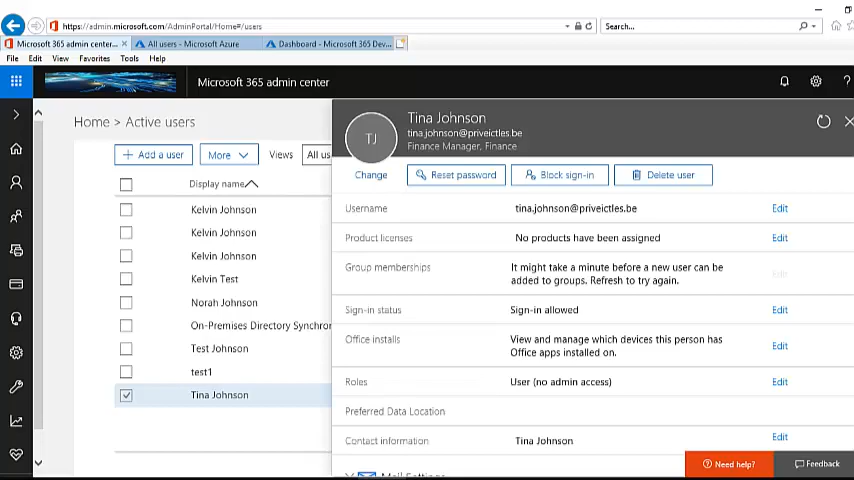 https://admin.microsoft.com/AdminPortal/Home#/users
Search...
Microsoft 365 admin center...
All users - Microsoft Azure
Dashboard - Microsoft 365 Dev...
File Edit View Favorites Tools Help
Microsoft 365 admin center
Home > Active users
+ Add a user
More
Views
All us
Display name
Kelvin Johnson
Kelvin Johnson
Kelvin Johnson
Kelvin Test
Norah Johnson
On-Premises Directory Synchror
Test Johnson
test1
Tina Johnson
TJ
Tina Johnson
tina.johnson@priveictles.be
Finance Manager, Finance
Change
Reset password
Block sign-in
Delete user
Username tina.johnson@priveictles.be Edit
Product licenses No products have been assigned Edit
Group memberships It might take a minute before a new user can be Edit
added to groups. Refresh to try again.
Sign-in status Sign-in allowed Edit
Office installs View and manage which devices this person has Edit
Office apps installed on.
Roles User (no admin access) Edit
Preferred Data Location
Contact information Tina Johnson Edit
Mail Settings
Need help?
Feedback